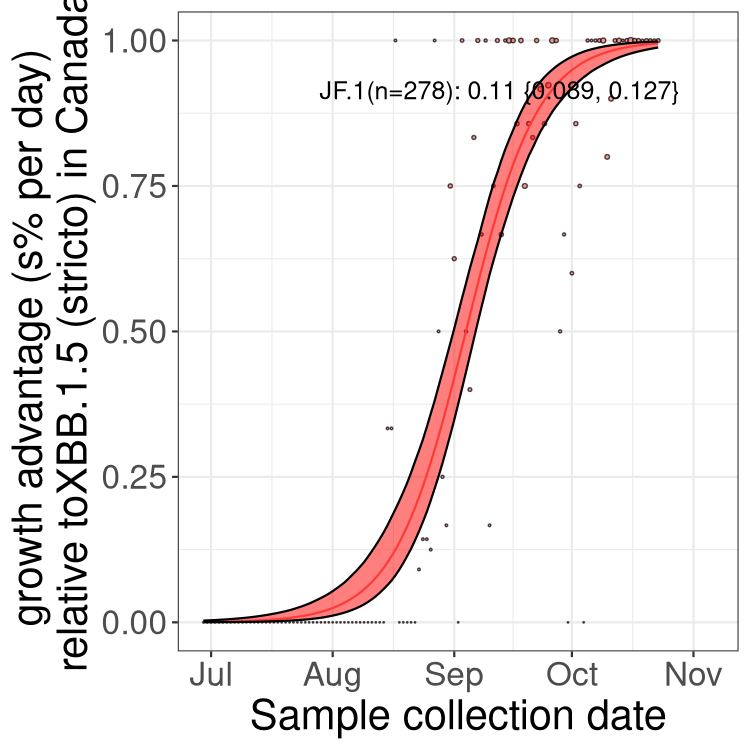 growth advantage (s% per day)
relative toXBB.1.5 (stricto) in Canada
1.00
0.75
0.50
0.25
0.00
JF.1(n=278): 0.11 {0.089, 0.127}
Jul Aug Sep Oct Nov
Sample collection date